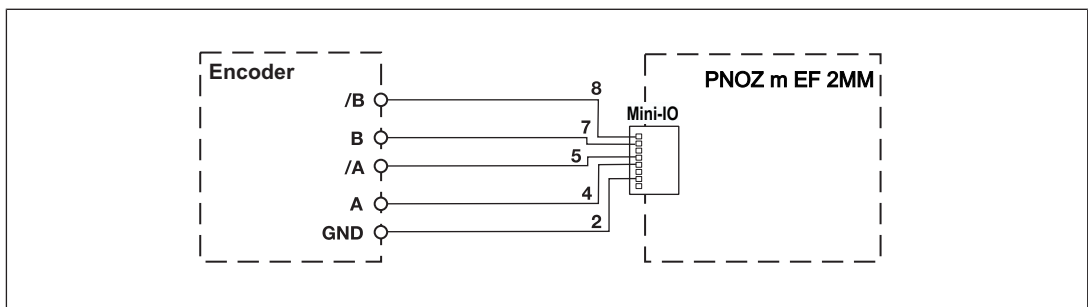 Encoder
PNOZ m EF 2MM
Mini-IO
/B
8
B
7
/A
5
A
4
GND
2